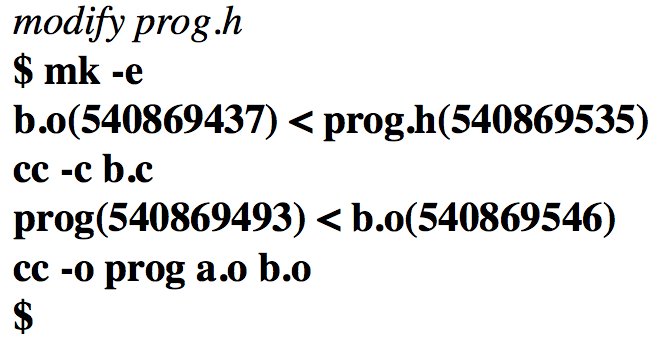 modify prog.h
$ mk -e
b.o(540869437) < prog.h(540869535)
cc -c b.c
prog(540869493) < b.o(540869546)
cc -o prog a.o b.o
$